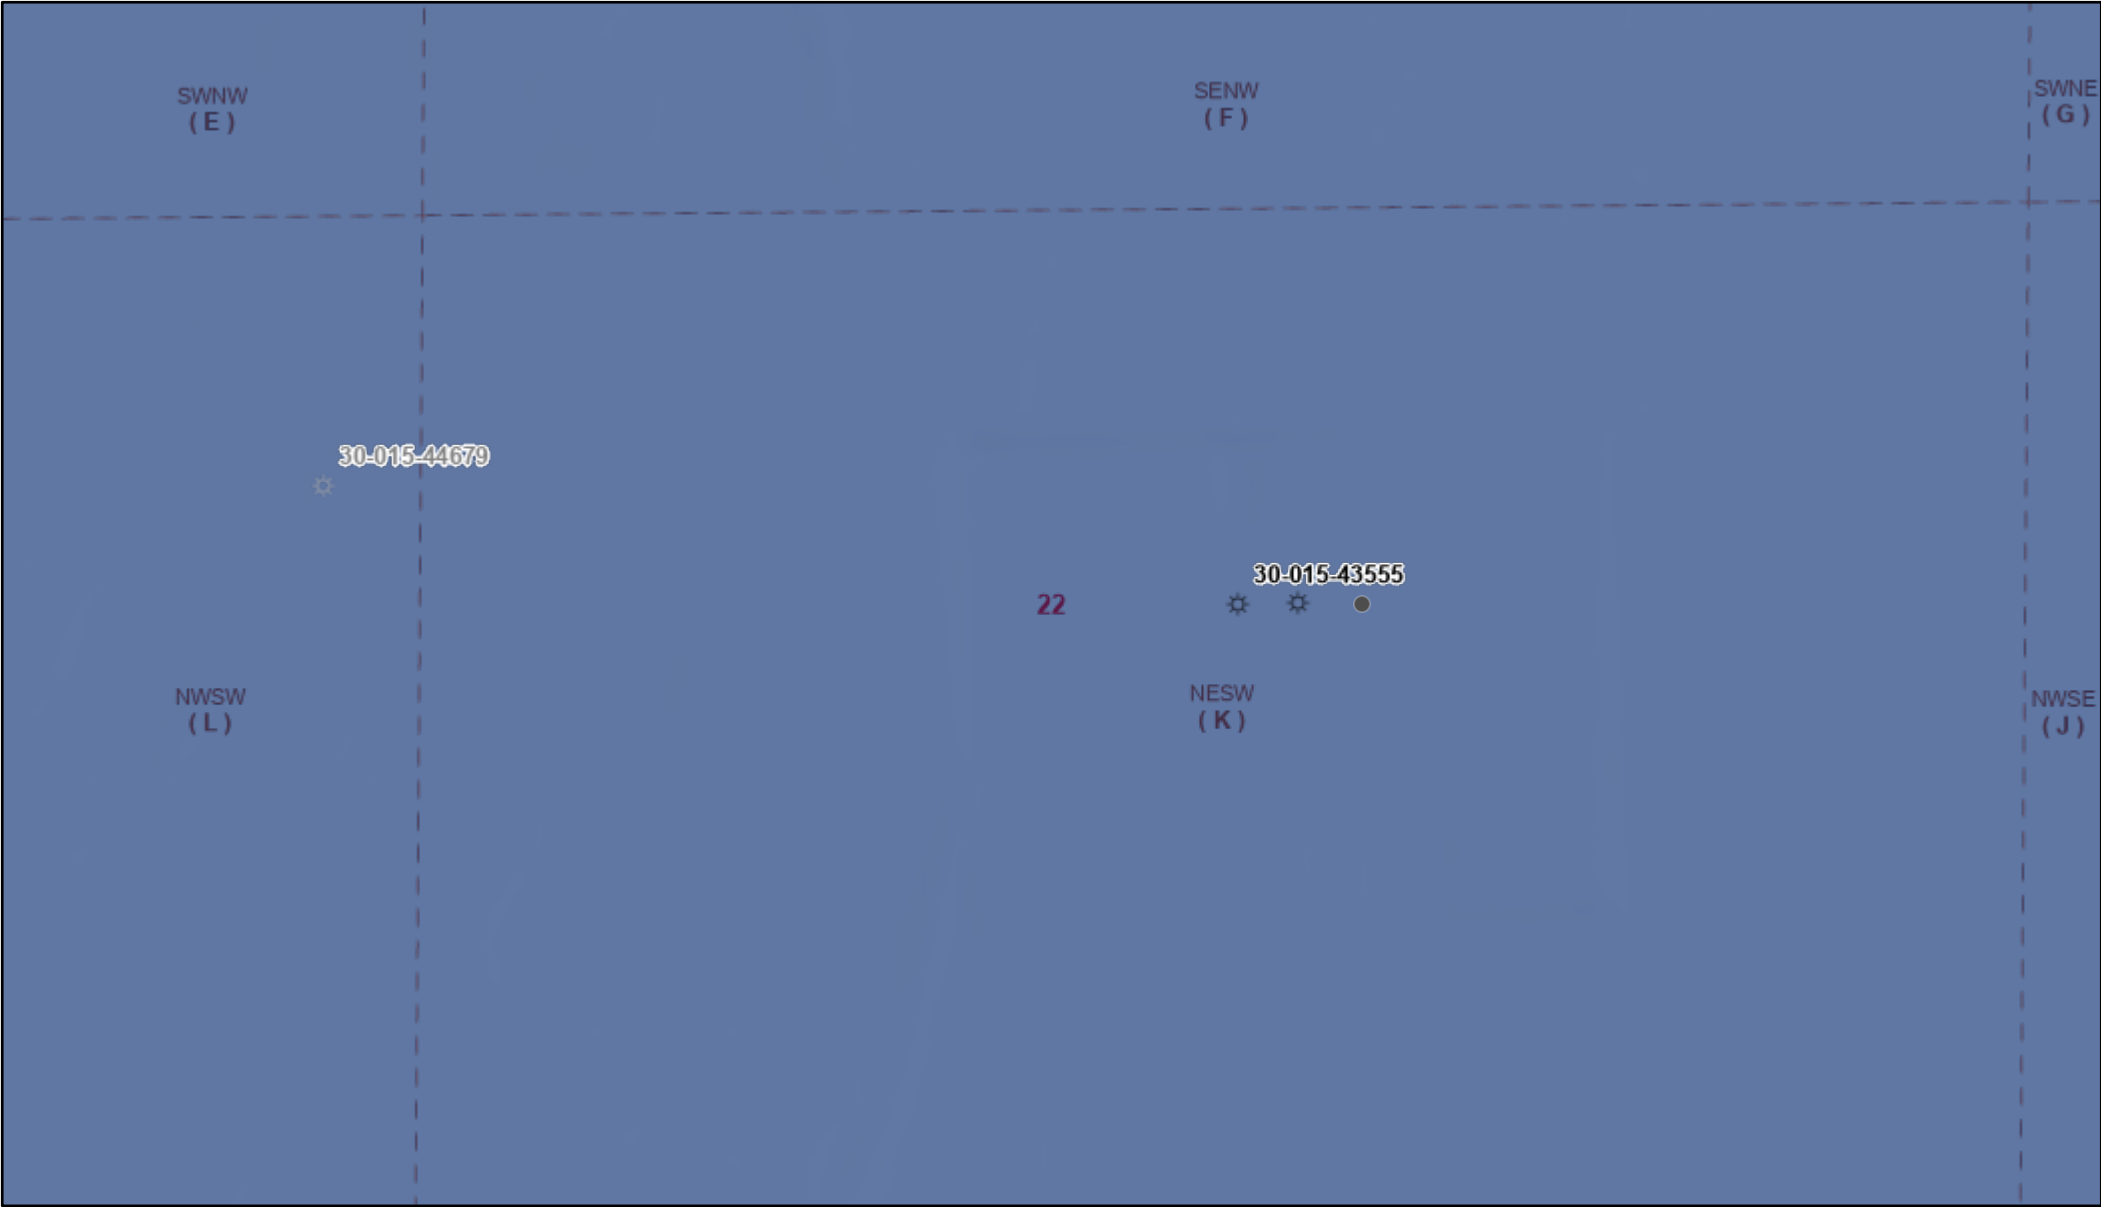 SWNW
( E )
SENW
( F )
SWNE
( G )
30-015-44679
30-015-43555
22
NWSW
( L )
NESW
( K )
NWSE
( J )